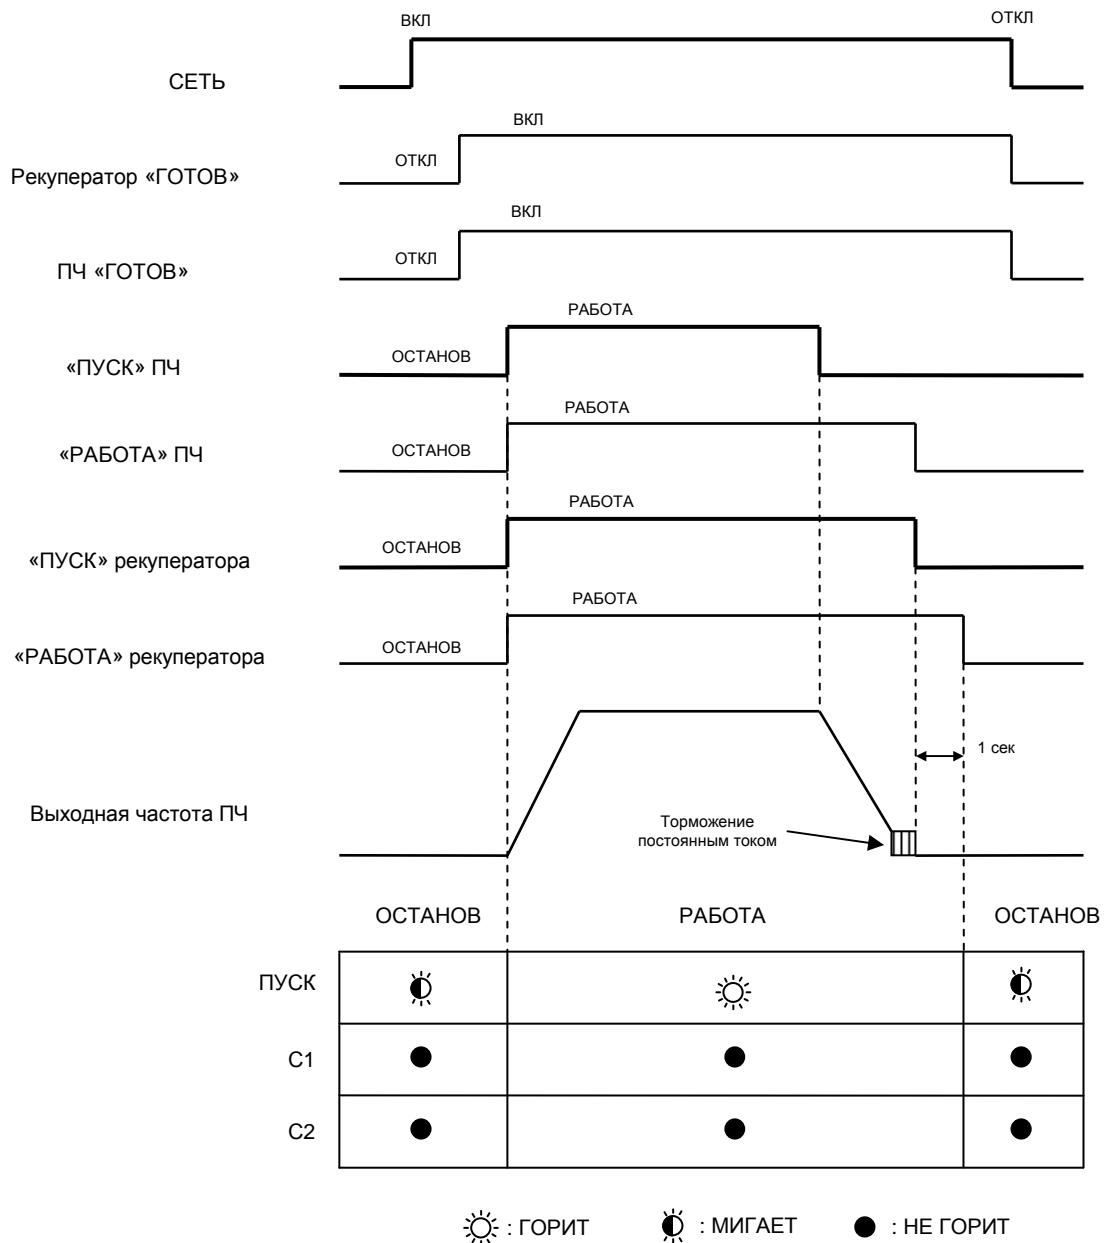 ВКЛ
ОТКЛ
СЕТЬ
ВКЛ
ОТКЛ
Рекуператор «ГОТОВ»
ВКЛ
ОТКЛ
ПЧ «ГОТОВ»
РАБОТА
ОСТАНОВ
«ПУСК» ПЧ
РАБОТА
ОСТАНОВ
«РАБОТА» ПЧ
РАБОТА
ОСТАНОВ
«ПУСК» рекуператора
РАБОТА
ОСТАНОВ
«РАБОТА» рекуператора
1 сек
Выходная частота ПЧ
Торможение
постоянным током
ОСТАНОВ РАБОТА ОСТАНОВ
ПУСК
С1
С2
: ГОРИТ : МИГАЕТ : НЕ ГОРИТ